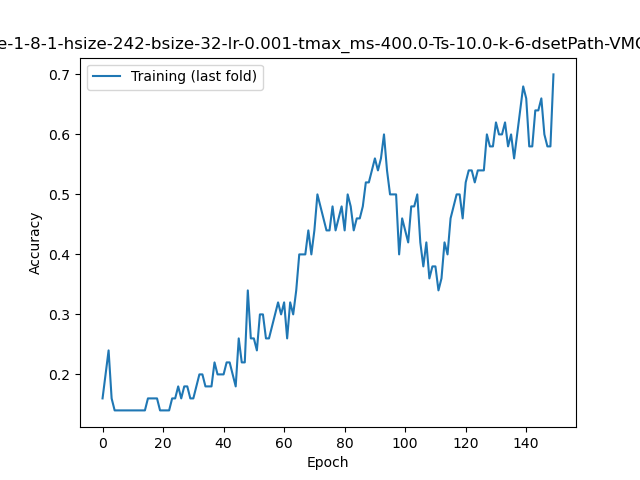 e-1-8-1-hsize-242-bsize-32-lr-0.001-tmax_ms-400.0-Ts-10.0-k-6-dsetPath-VMC
Training (last fold)
0.7
0.6
0.5
0.4
0.3
0.2
Accuracy
0 20 40 60 80 100 120 140
Epoch